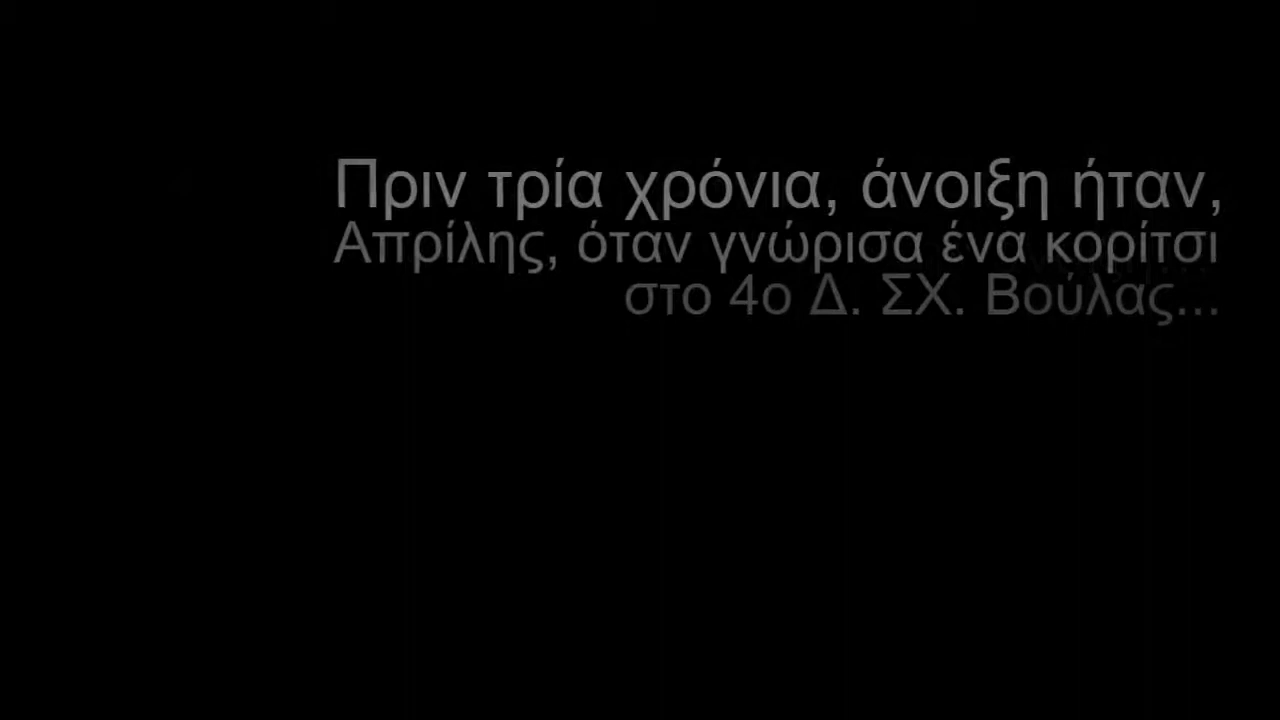 Πριν τρία χρόνια, άνοιξη ήταν,
Απρίλης, όταν γνώρισα ένα κορίτσι
στο 4ο Δ. ΣΧ. Βούλας...